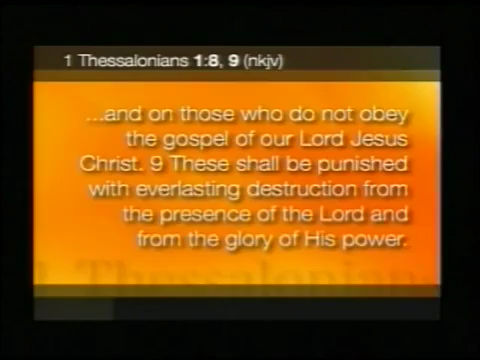 1 Thessalonians 1:8, 9 (nkjv)
...and on those who do not obey
the gospel of our Lord Jesus
Christ. 9 These shall be punished
with everlasting destruction from
the presence of the Lord and
from the glory of His power.
1 Thessalonians